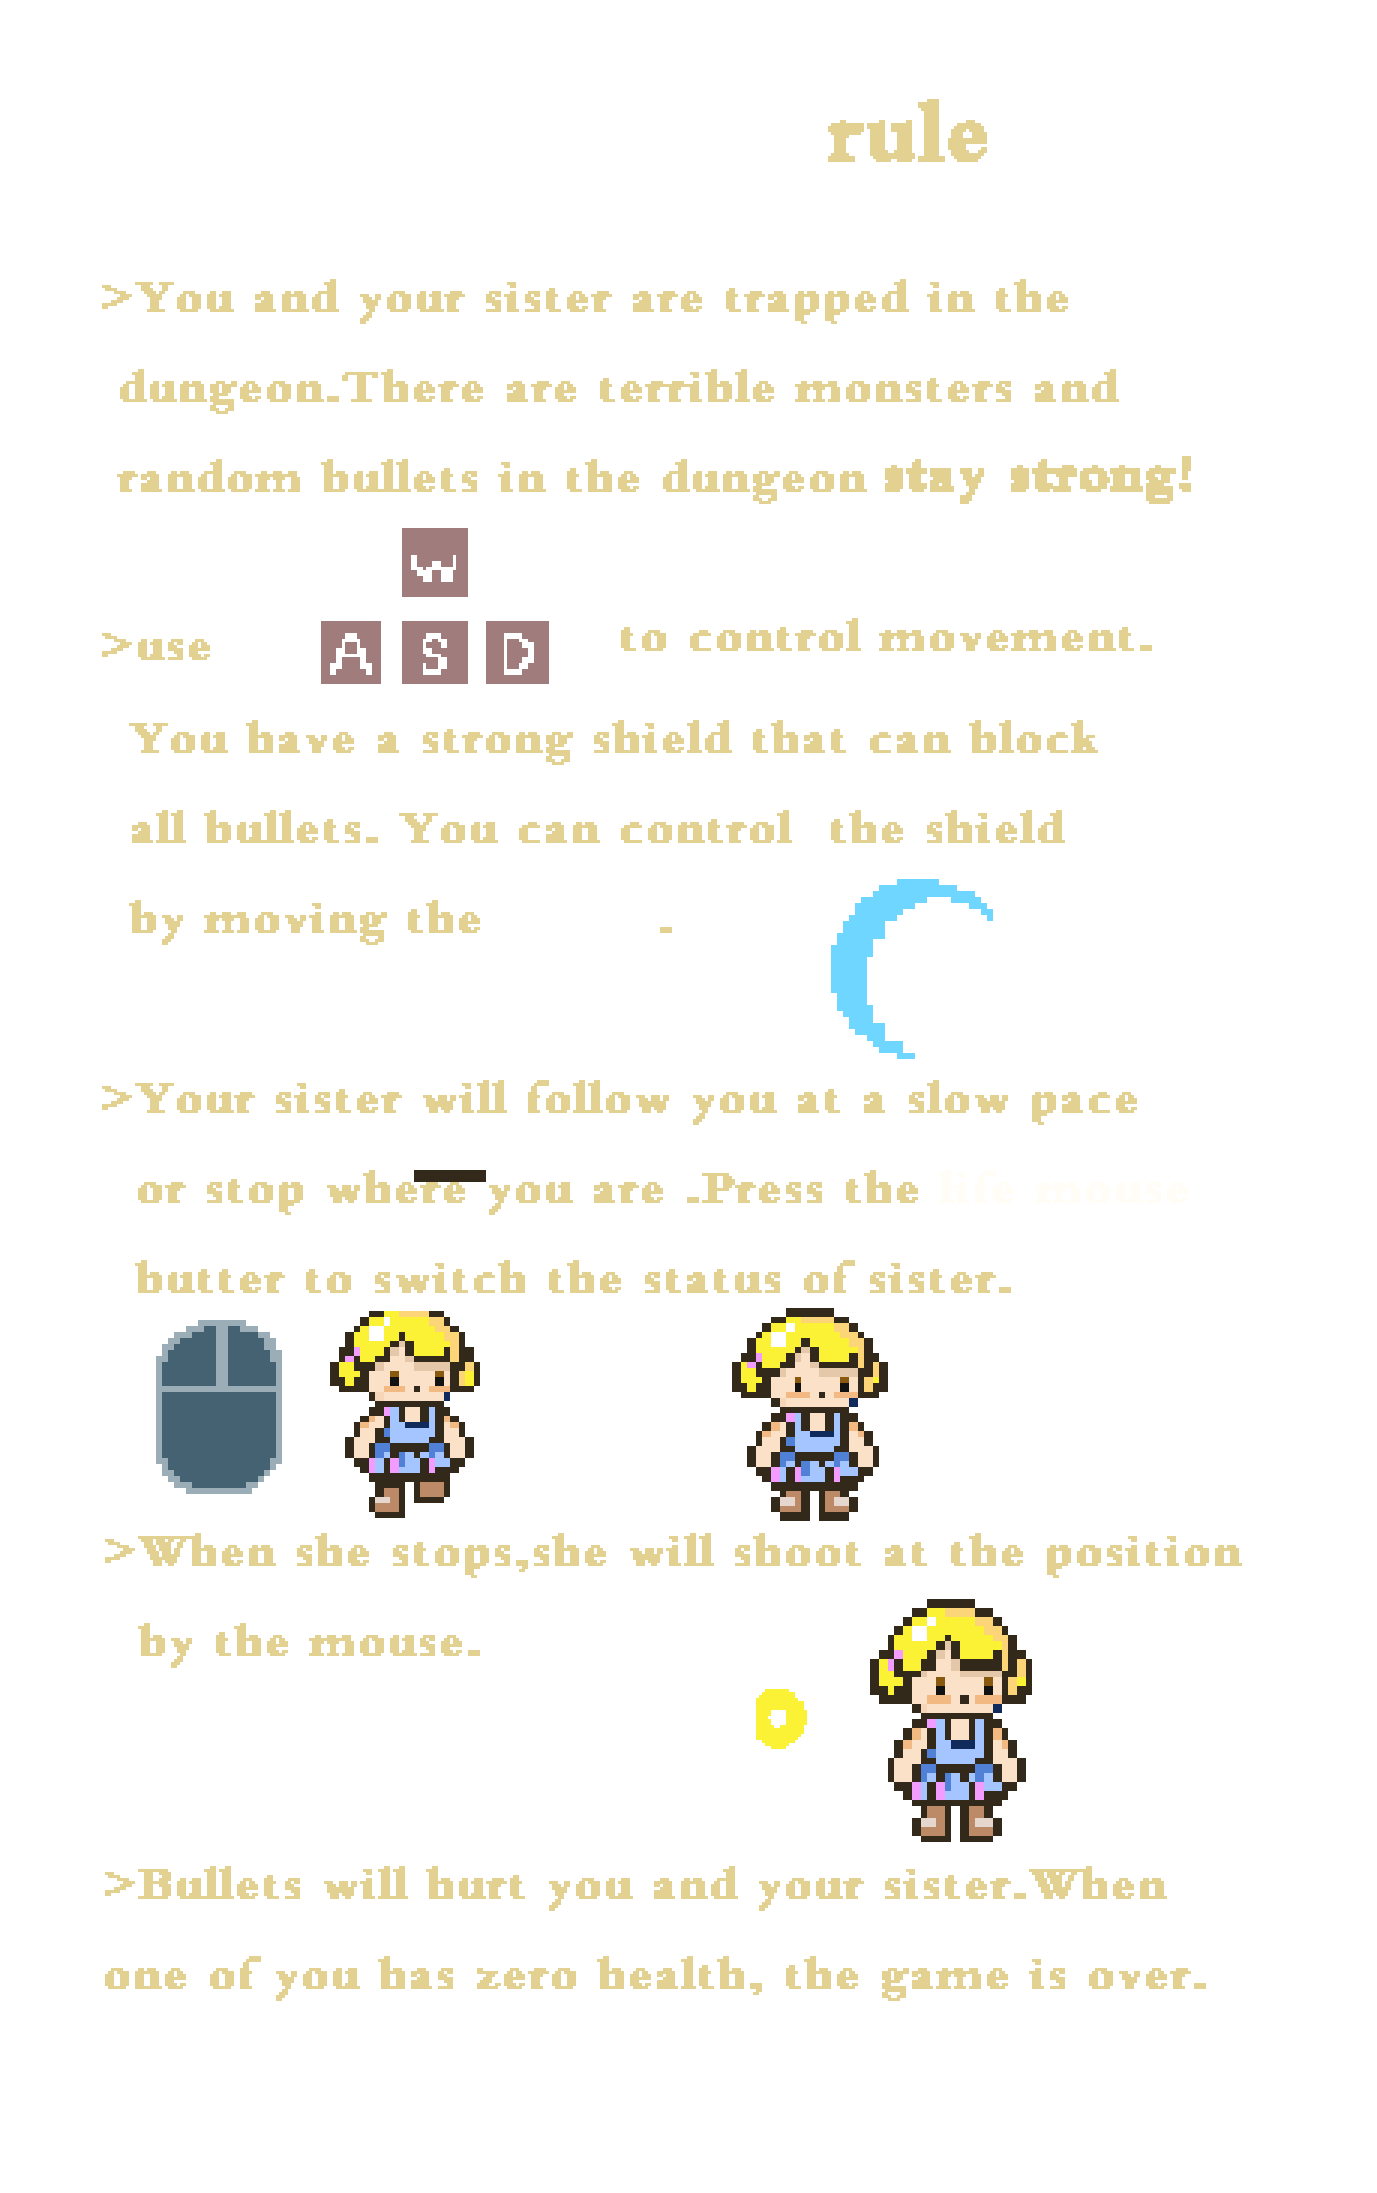 rule
>You and your sister are trapped in the
dungeon.There are terrible monsters and
random bullets in the dungeon stay strong!
W
>use A S D to control movement.
You have a strong shield that can block
all bullets. You can control the shield
by moving the .
>Your sister will follow you at a slow pace
or stop where you are .Press the life mouse
butter to switch the status of sister.
>When she stops,she will shoot at the position
by the mouse.
>Bullets will hurt you and your sister.When
one of you has zero health, the game is over.